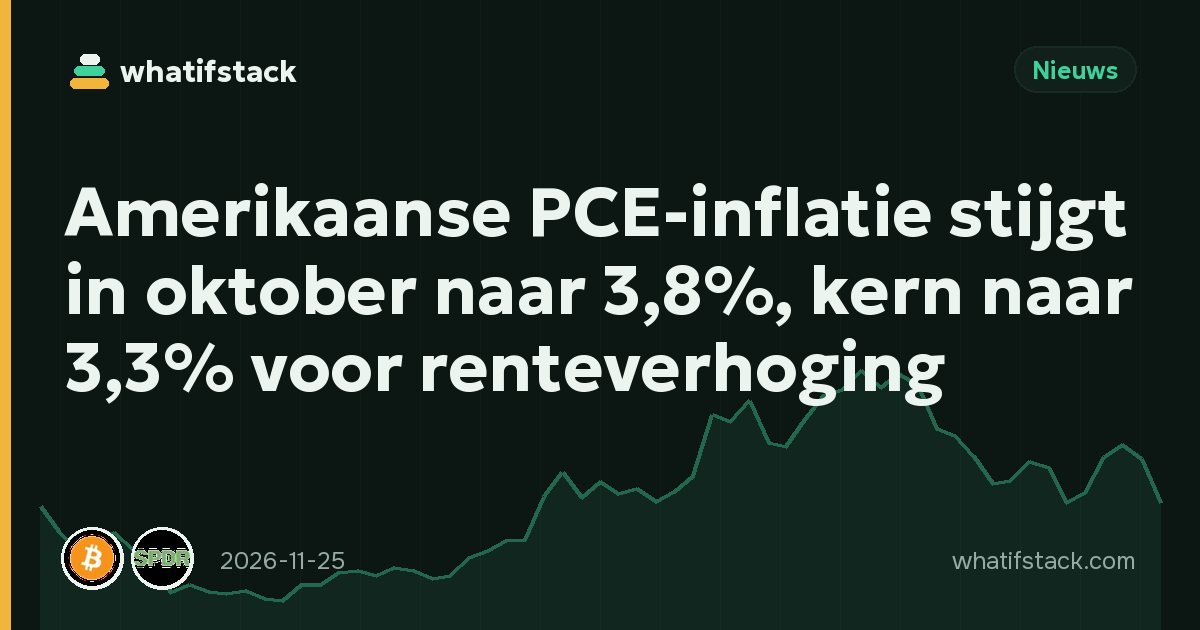 whatifstack
Nieuws
Amerikaanse PCE-inflatie stijgt
in oktober naar 3,8%, kern naar
3,3% voor renteverhoging
SPDR
2026-11-25
whatifstack.com